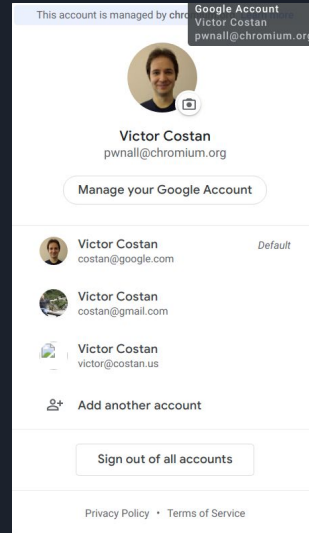 This account is managed by chro
Google Account
Victor Costan
pwnall@chromium.org
Victor Costan
pwnall@chromium.org
Manage your Google Account
Victor Costan
Default
costan@google.com
Victor Costan
costan@gmail.com
Victor Costan
victor@costan.us
Add another account
Sign out of all accounts
Privacy Policy • Terms of Service